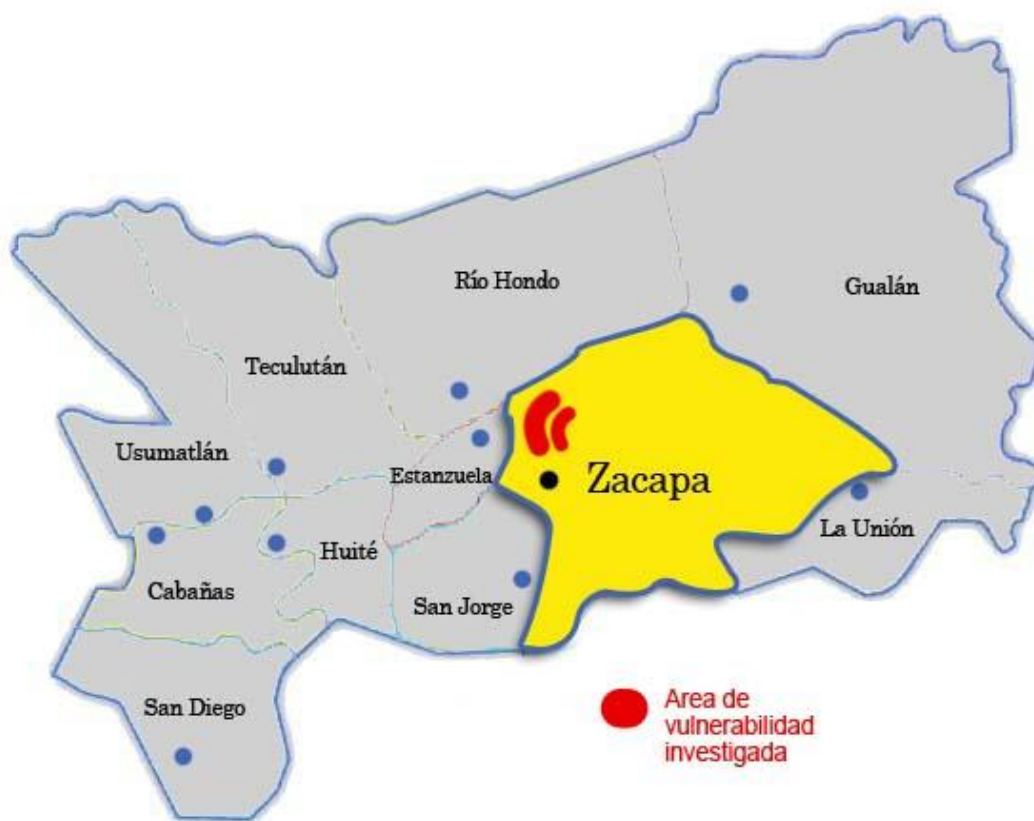 Río Hondo
Gualán
Teculután
Usumatlán
Estanzuela
Zacapa
La Unión
Huité
Cabañas
San Jorge
San Diego
Area de
vulnerabilidad
investigada